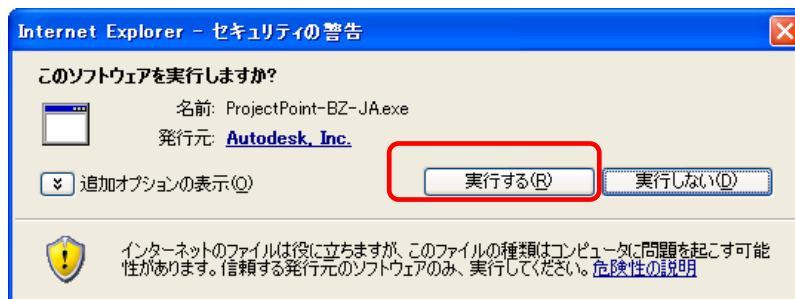 Internet Explorer - セキュリティの警告
このソフトウェアを実行しますか?
名前: ProjectPoint-BZ-JA.exe
発行元: Autodesk, Inc.
追加オプションの表示(O)
実行する(R)
実行しない(D)
インターネットのファイルは役に立ちますが、このファイルの種類はコンピュータに問題を起こす可能
性があります。信頼する発行元のソフトウェアのみ、実行してください。危険性の説明